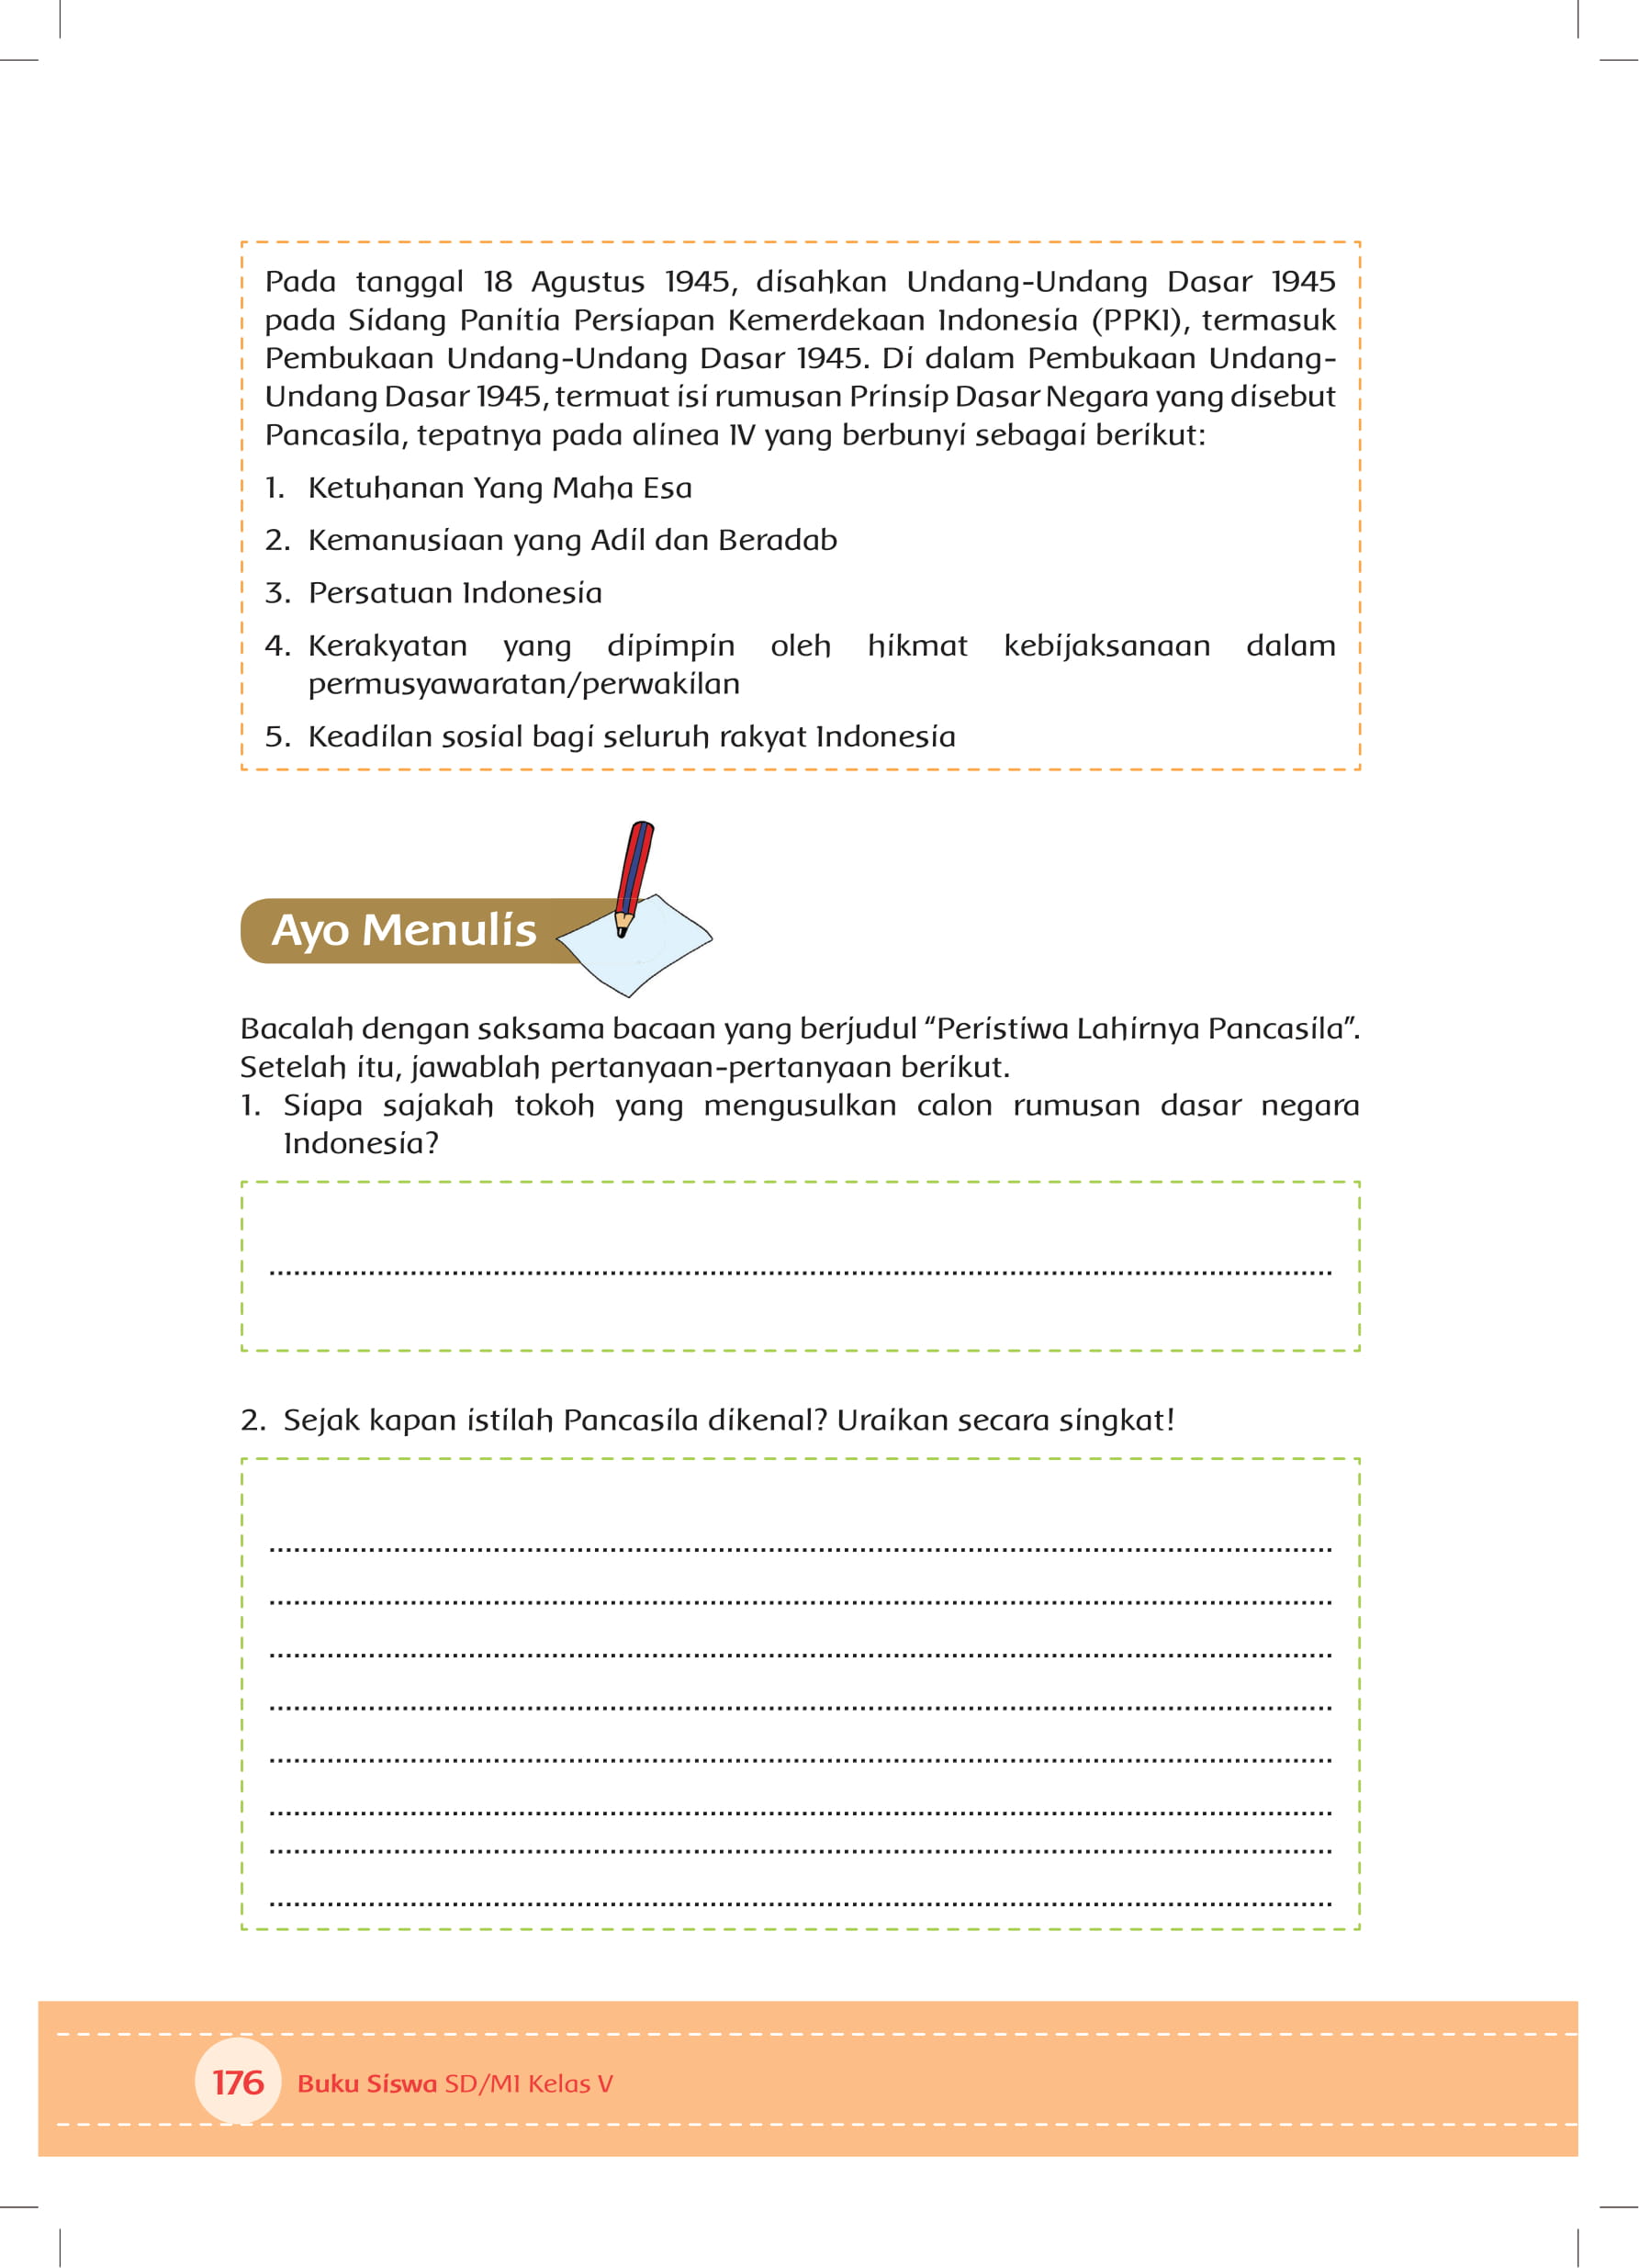 Pada tanggal 18 Agustus 1945, disahkan Undang-Undang Dasar 1945
pada Sidang Panitia Persiapan Kemerdekaan Indonesia (PPKI), termasuk
Pembukaan Undang-Undang Dasar 1945. Di dalam Pembukaan Undang-
Undang Dasar 1945, termuat isi rumusan Prinsip Dasar Negara yang disebut
Pancasila, tepatnya pada alinea IV yang berbunyi sebagai berikut:
1. Ketuhanan Yang Maha Esa
2. Kemanusiaan yang Adil dan Beradab
3. Persatuan Indonesia
4. Kerakyatan yang dipimpin oleh hikmat kebijaksanaan dalam
permusyawaratan/perwakilan
5. Keadilan sosial bagi seluruh rakyat Indonesia
Ayo Menulis
Bacalah dengan saksama bacaan yang berjudul “Peristiwa Lahirnya Pancasila”.
Setelah itu, jawablah pertanyaan-pertanyaan berikut.
1. Siapa sajakah tokoh yang mengusulkan calon rumusan dasar negara
Indonesia?
2. Sejak kapan istilah Pancasila dikenal? Uraikan secara singkat!
176 Buku Siswa SD/MI Kelas V